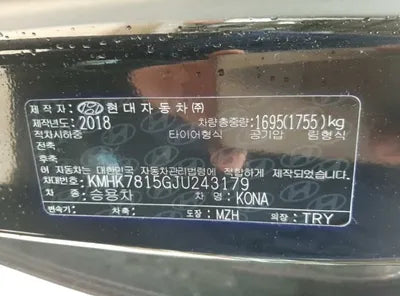 제작자: 현대자동차(주)
제작년도: 2018 차량총중량: 1695(1755)kg
적차시하중 타이어형식 공기압 림형식
전축
후축
이 자동차는 대한민국 자동차관리법령에 적합하게 제작되었습니다
차대번호: KMHK7815GJU243179
차종: 승용차 차명: KONA
변속기: 도장: MZH 의장: TRY